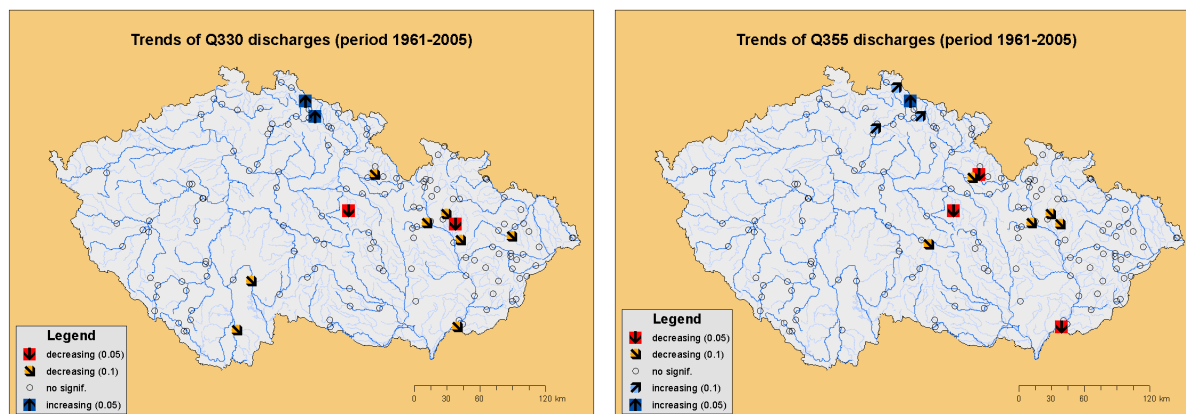 Trends of Q330 discharges (period 1961-2005)
Legend
decreasing (0.05)
decreasing (0.1)
no signif.
increasing (0.05)
0 30 60 120 km
Trends of Q355 discharges (period 1961-2005)
Legend
decreasing (0.05)
decreasing (0.1)
no signif.
increasing (0.1)
increasing (0.05)
0 30 60 120 km